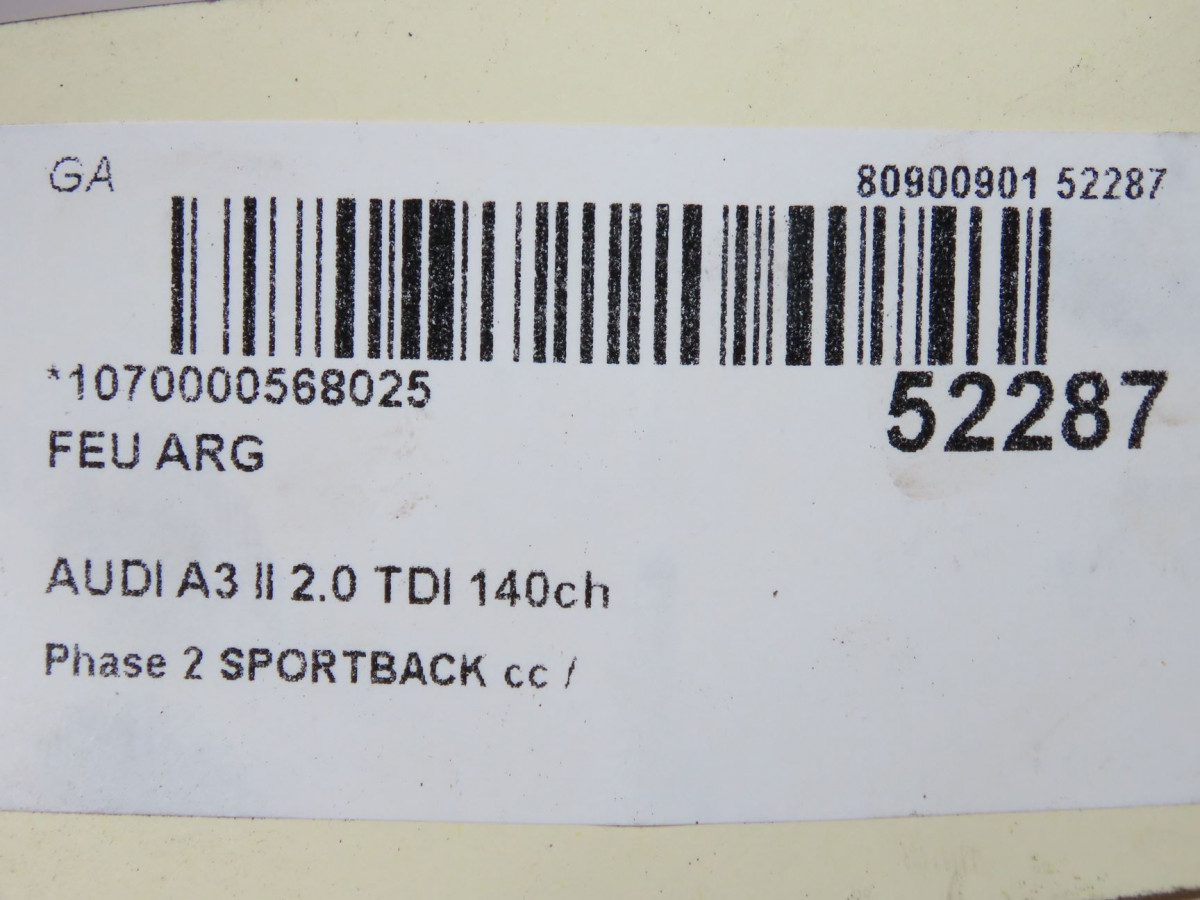 GA
80900901 52287
*1070000568025
52287
FEU ARG
AUDI A3 II 2.0 TDI 140ch
Phase 2 SPORTBACK cc /